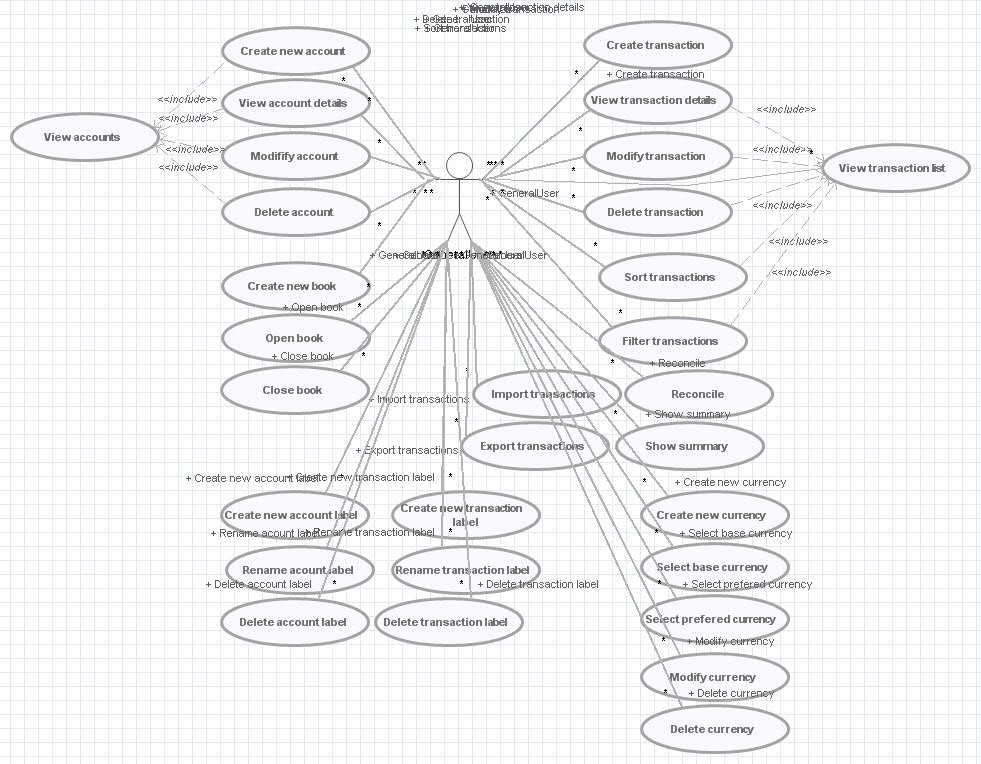 + Create new account
Create transaction
+ Create transaction
View account details
View transaction details
<<include>>
<<include>>
<<include>>
View accounts
Modifify account
Modify transaction
<<include>>
<<include>>
<<include>>
View transaction list
GeneralUser
Delete account
Delete transaction
<<include>>
<<include>>
<<include>>
Sort transactions
Create new book
+ Open book
Open book
Filter transactions
+ Close book
+ Reconcile
Close book
Import transactions
Reconcile
+ Import transactions
+ Show summary
+ Export transactions
Export transactions
Show summary
+ Create new account label
+ Create new transaction label
+ Create new currency
Create new account label
Create new transaction
label
Create new currency
+ Rename acount label
+ Rename transaction label
+ Select base currency
Rename acount label
Rename transaction label
Select base currency
+ Delete account label
+ Delete transaction label
+ Select prefered currency
Delete account label
Delete transaction label
Select prefered currency
+ Modify currency
Modify currency
+ Delete currency
Delete currency